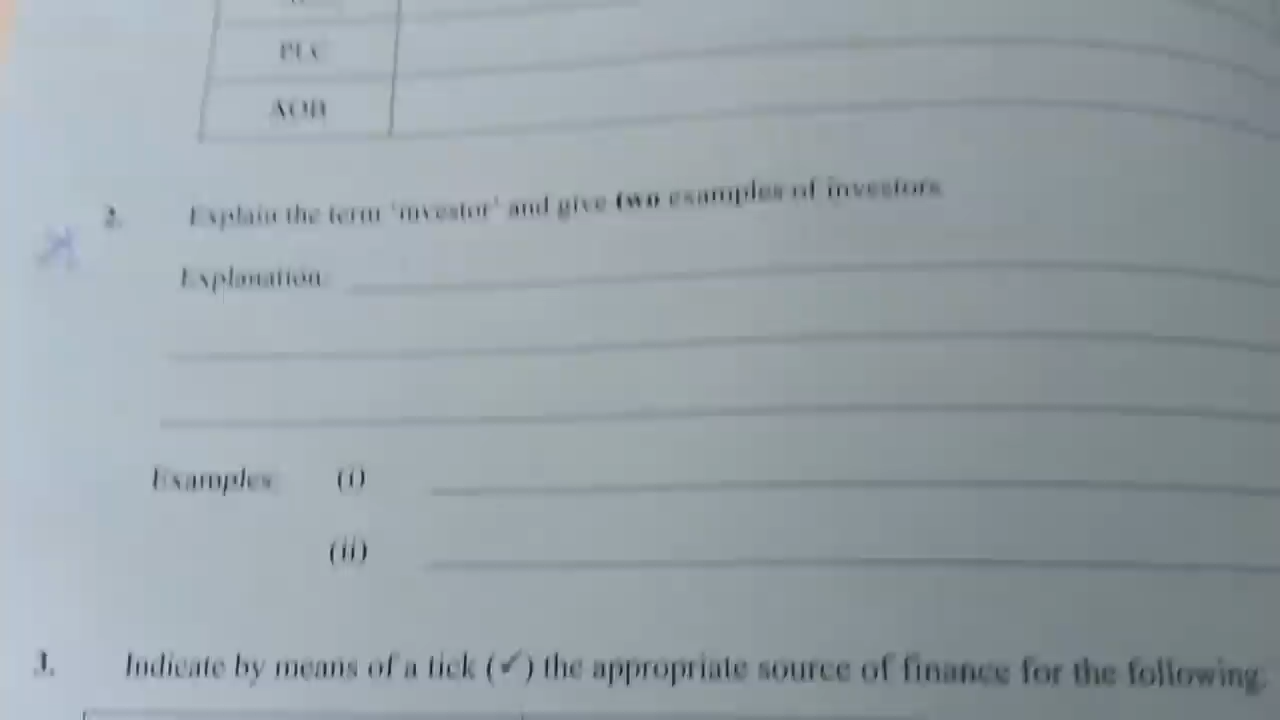 PLC
AOB
2. Explain the term 'investor' and give two examples of investors
Explanation:
Examples: (i)
(ii)
3. Indicate by means of a tick (✓) the appropriate source of finance for the following.